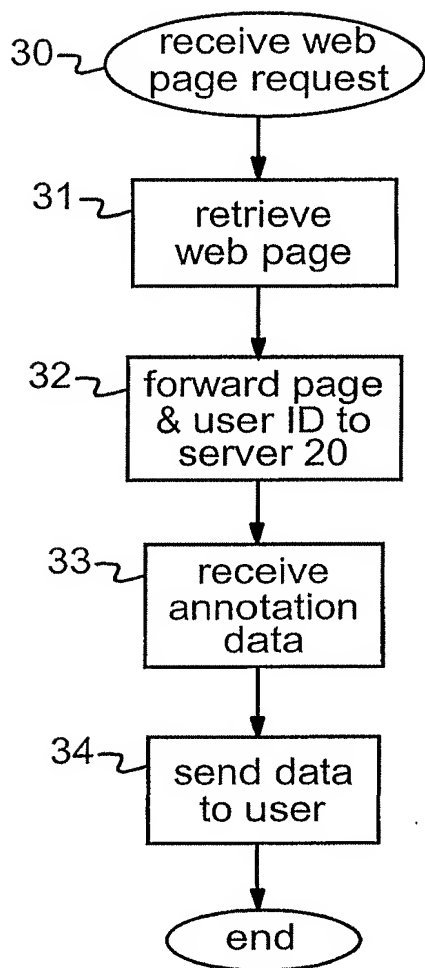 30
receive web
page request
31
retrieve
web page
32
forward page
& user ID to
server 20
33
receive
annotation
data
34
send data
to user
end